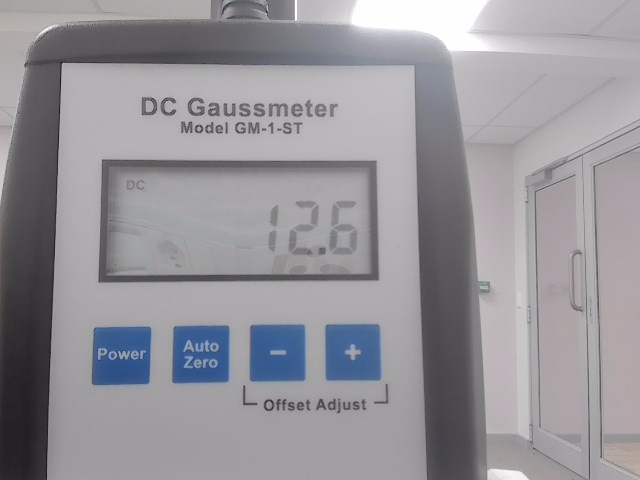 DC Gaussmeter
Model GM-1-ST
DC
12.6
Power
Auto
Zero
-
+
Offset Adjust